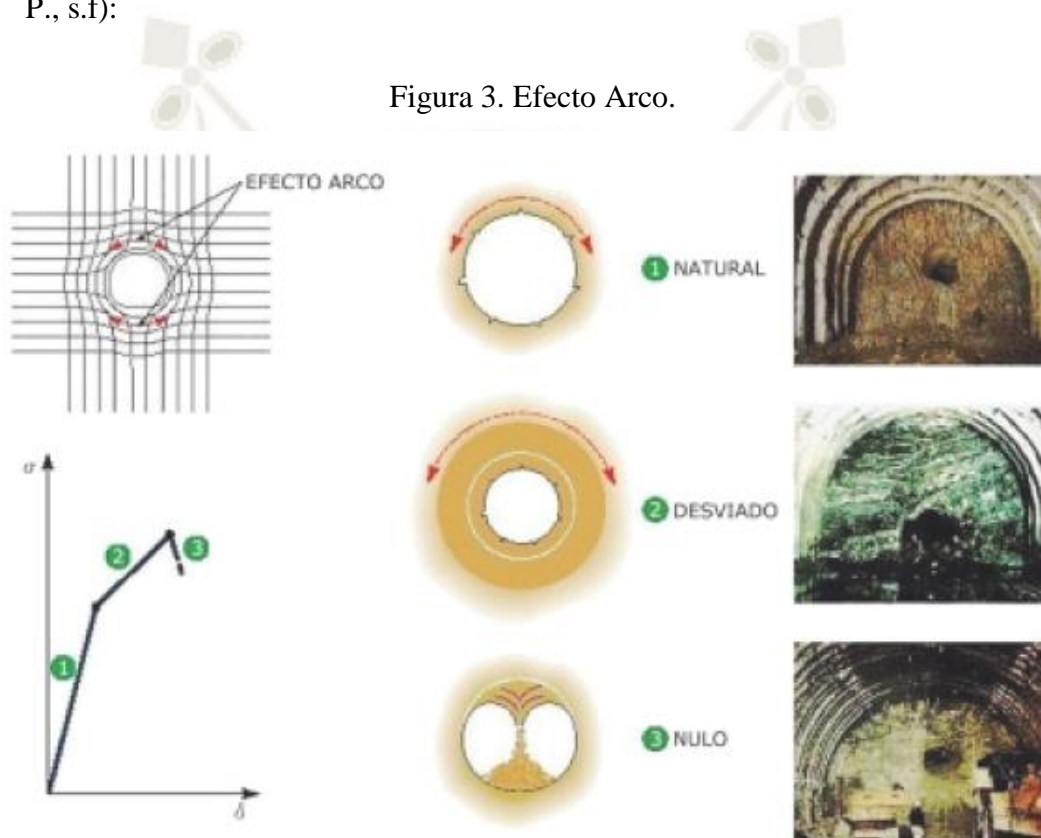 P., s.f):
Figura 3. Efecto Arco.
EFECTO ARCO
1 NATURAL
σ
2 DESVIADO
2
3
1
3 NULO
δ